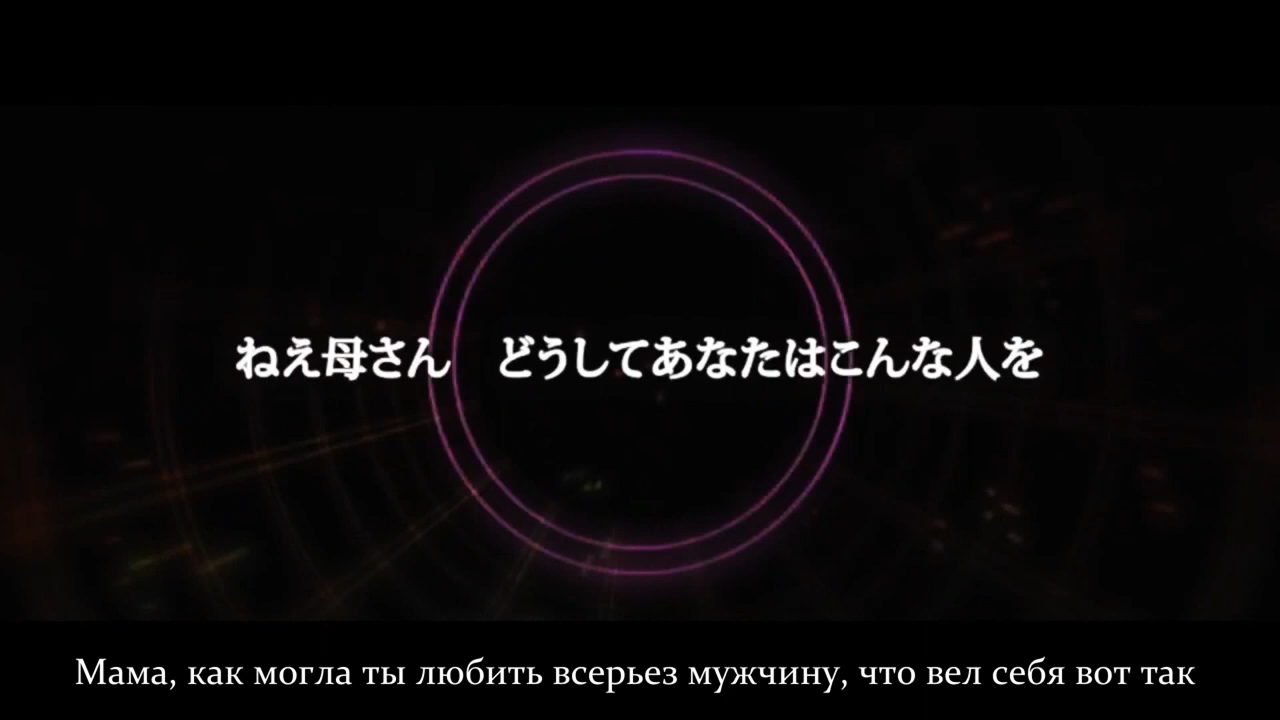 ねえ母さん　どうしてあなたはこんな人を
Мама, как могла ты любить всерьез мужчину, что вел себя вот так